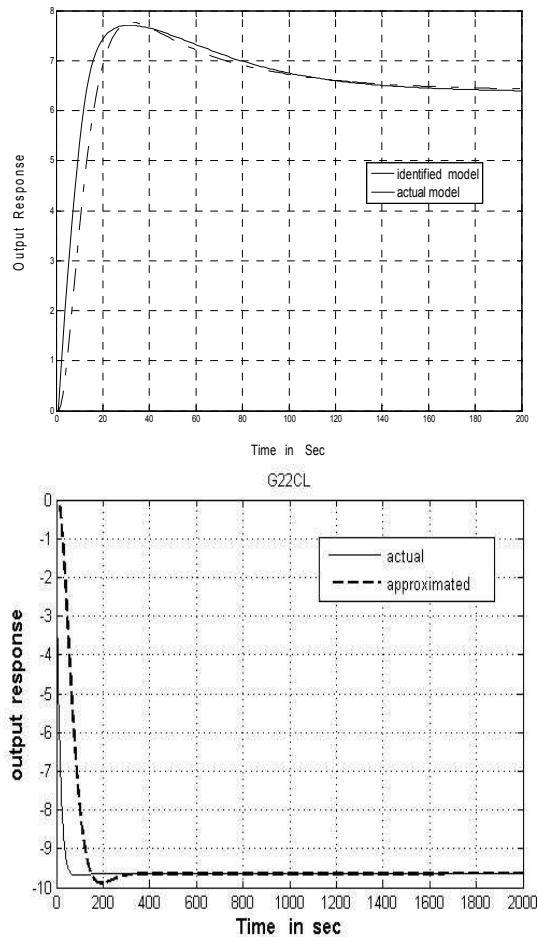 8
7
6
5
4
3
2
1
0
Output Response
identified model
actual model
0 20 40 60 80 100 120 140 160 180 200
Time in Sec
G22CL
0
-1
-2
-3
-4
-5
-6
-7
-8
-9
-10
output response
actual
approximated
0 200 400 600 800 1000 1200 1400 1600 1800 2000
Time in sec